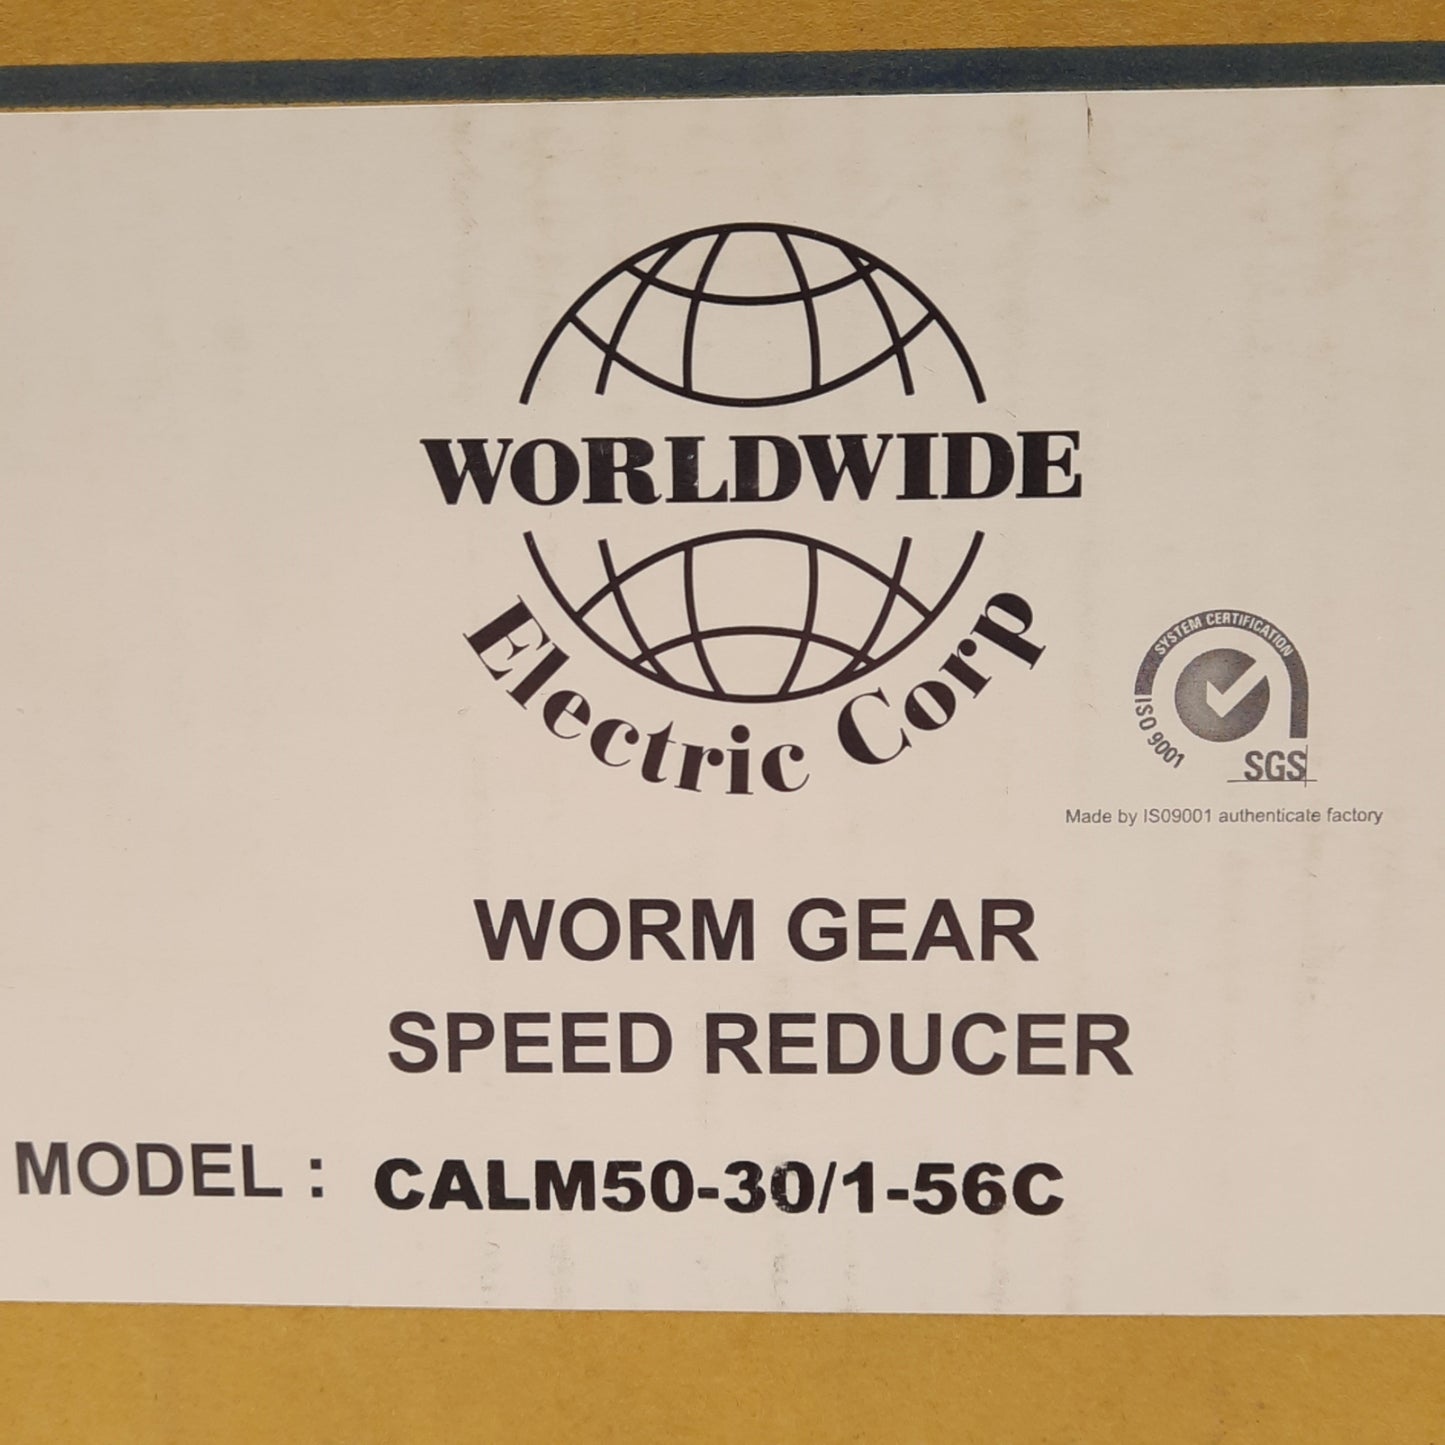 WORLDWIDE
Electric Corp
SYSTEM CERTIFICATION
ISO 9001
SGS
Made by ISO9001 authenticate factory
WORM GEAR
SPEED REDUCER
MODEL : CALM50-30/1-56C